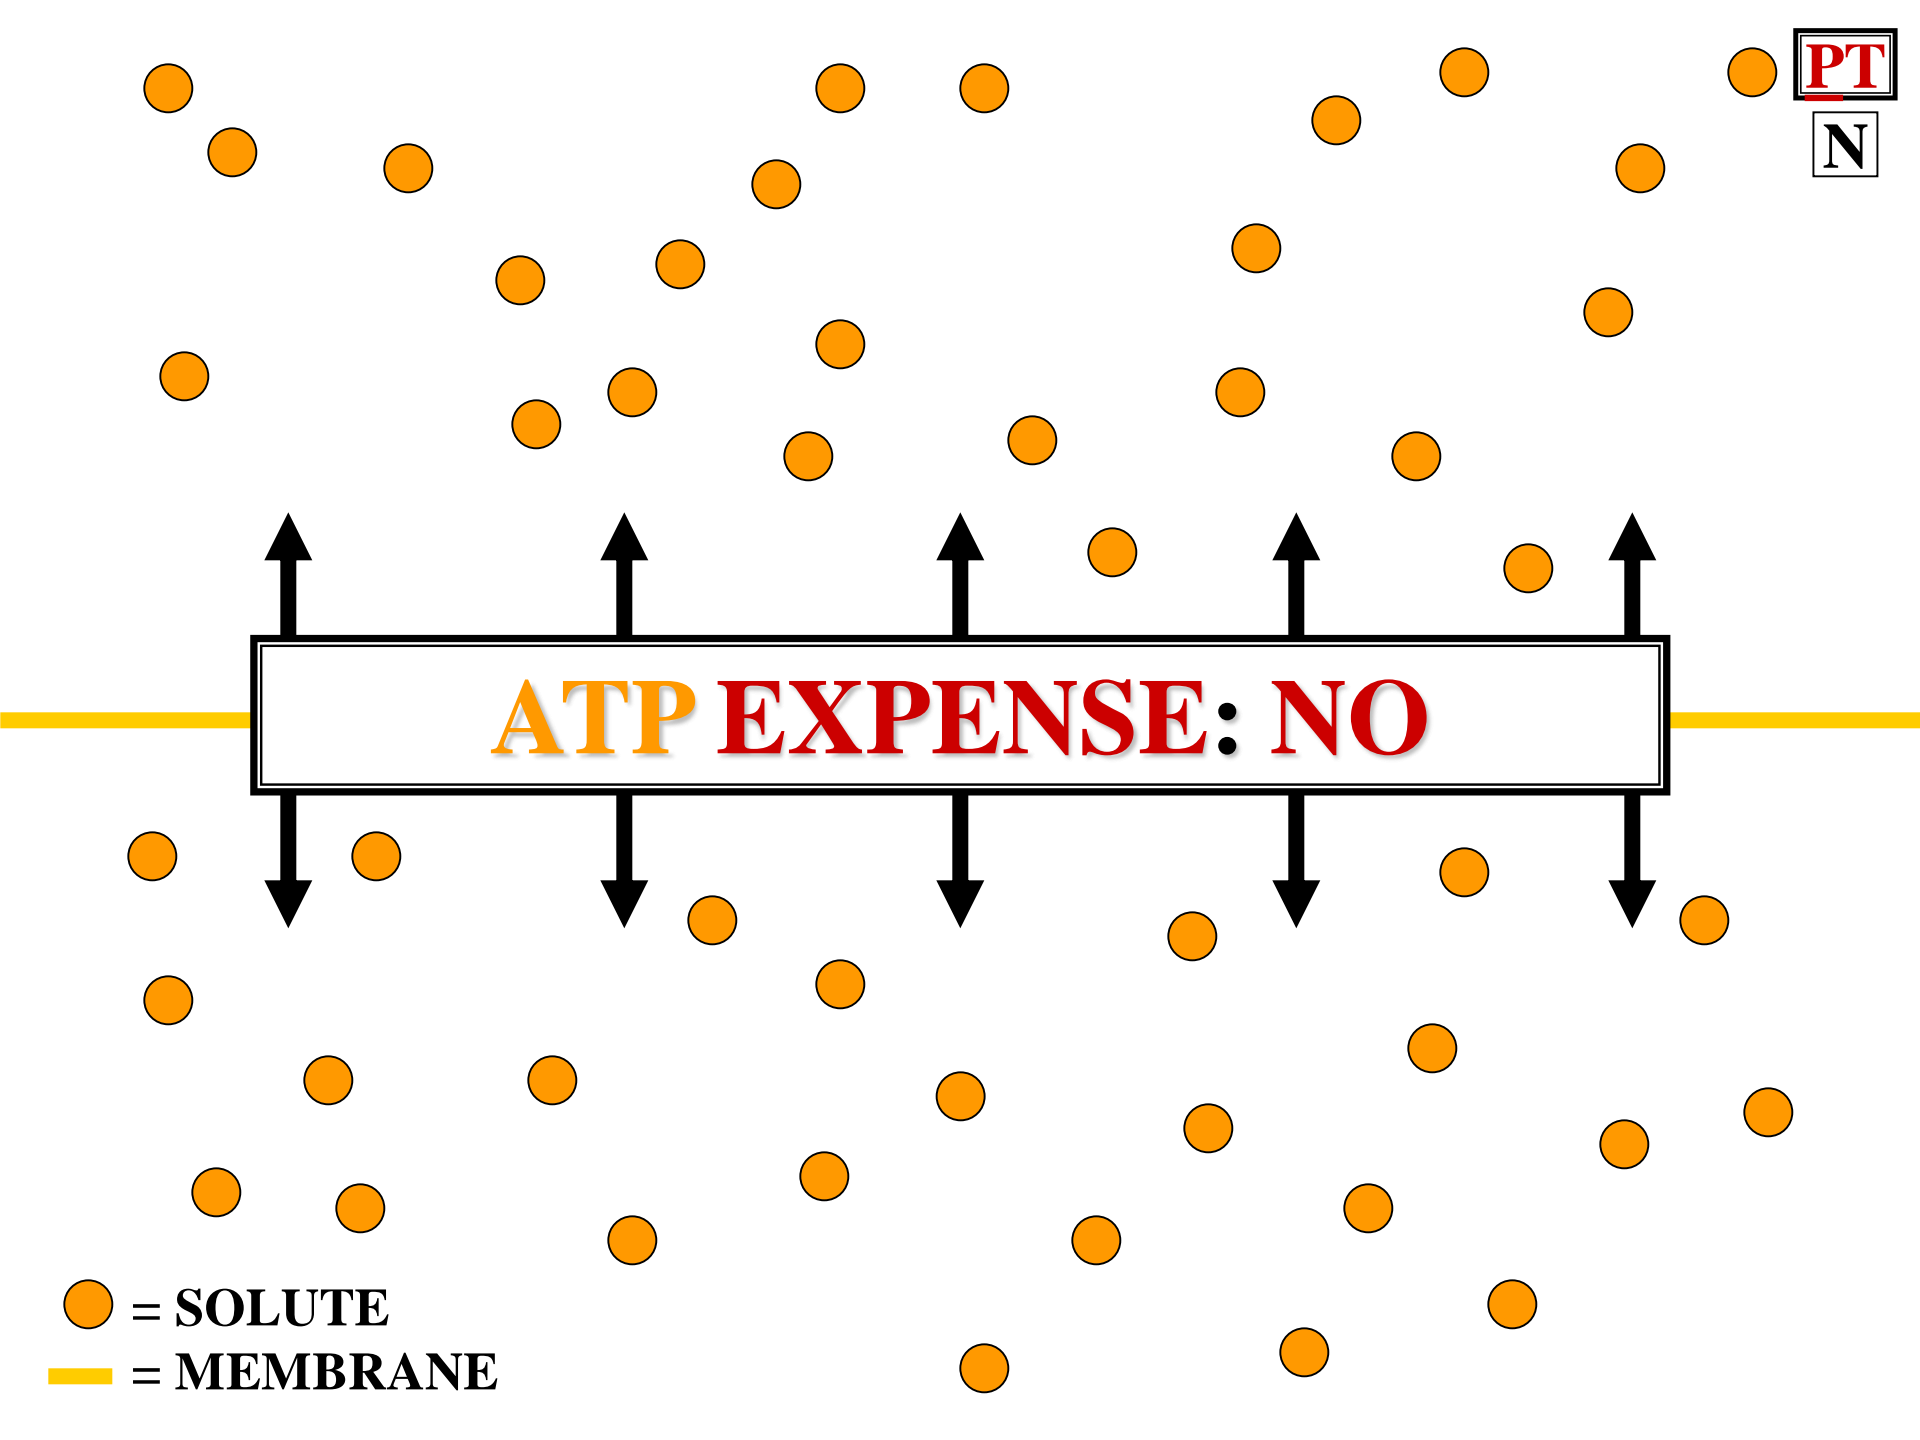 PT
N
ATP EXPENSE: NO
= SOLUTE
= MEMBRANE